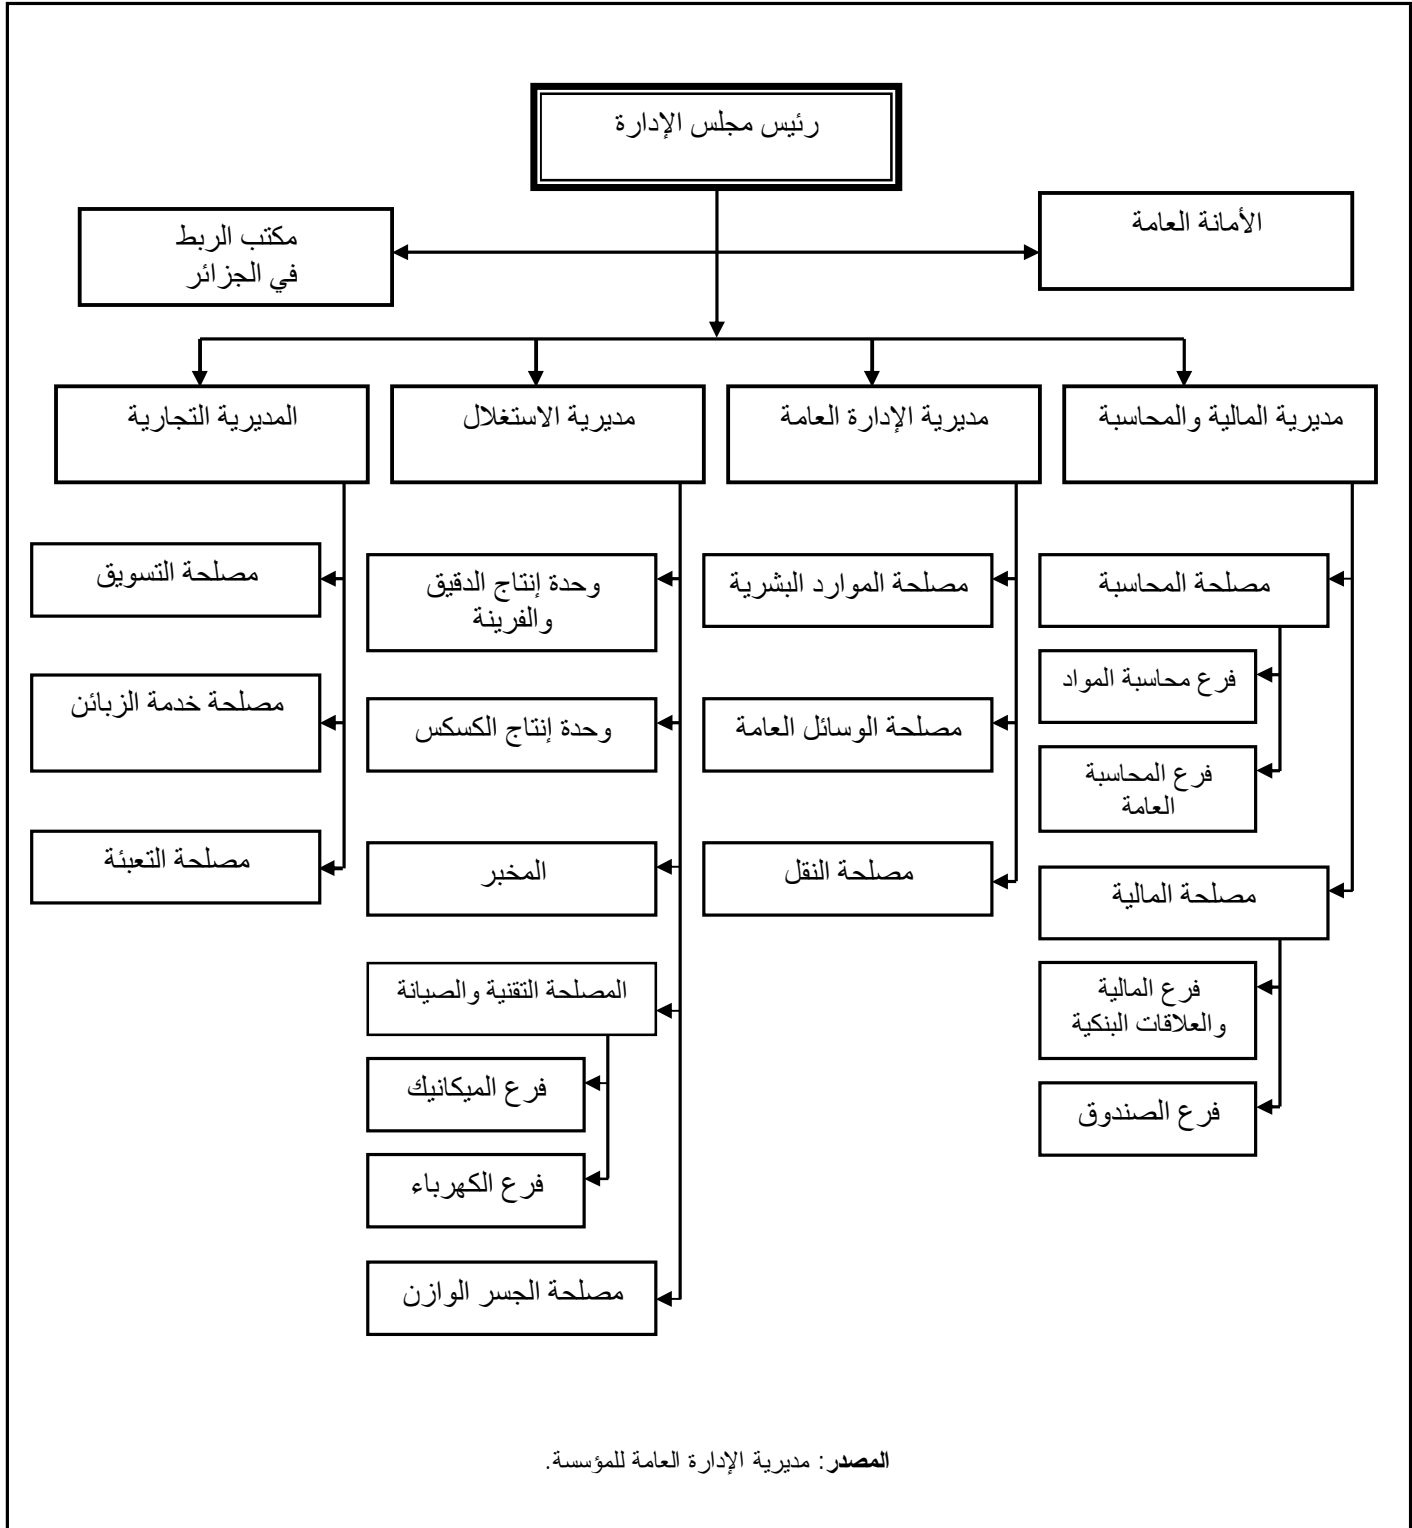 رئيس مجلس الإدارة
الأمانة العامة
مكتب الربط
في الجزائر
مديرية المالية والمحاسبة
مديرية الإدارة العامة
مديرية الاستغلال
المديرية التجارية
مصلحة المحاسبة
فرع محاسبة المواد
فرع المحاسبة
العامة
مصلحة المالية
فرع المالية
والعلاقات البنكية
فرع الصندوق
مصلحة الموارد البشرية
مصلحة الوسائل العامة
مصلحة النقل
وحدة إنتاج الدقيق
والفرينة
وحدة إنتاج الكسكس
المخبر
المصلحة التقنية والصيانة
فرع الميكانيك
فرع الكهرباء
مصلحة الجسر الوازن
مصلحة التسويق
مصلحة خدمة الزبائن
مصلحة التعبئة
المصدر: مديرية الإدارة العامة للمؤسسة.